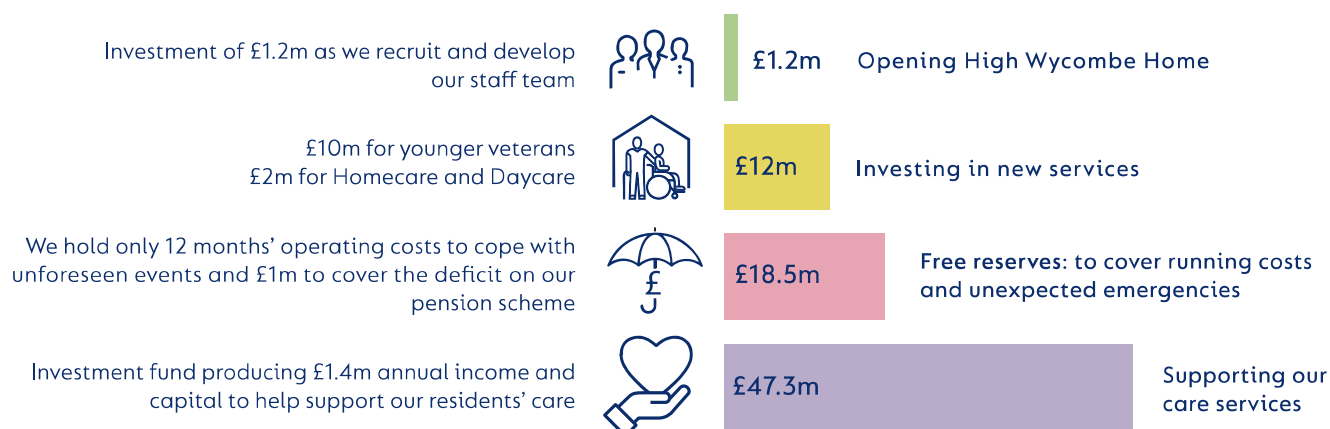 Investment of £1.2m as we recruit and develop
our staff team
£1.2m
Opening High Wycombe Home
£10m for younger veterans
£2m for Homecare and Daycare
£12m
Investing in new services
We hold only 12 months’ operating costs to cope with
unforeseen events and £1m to cover the deficit on our
pension scheme
£
£18.5m
Free reserves: to cover running costs
and unexpected emergencies
Investment fund producing £1.4m annual income and
capital to help support our residents’ care
£47.3m
Supporting our
care services